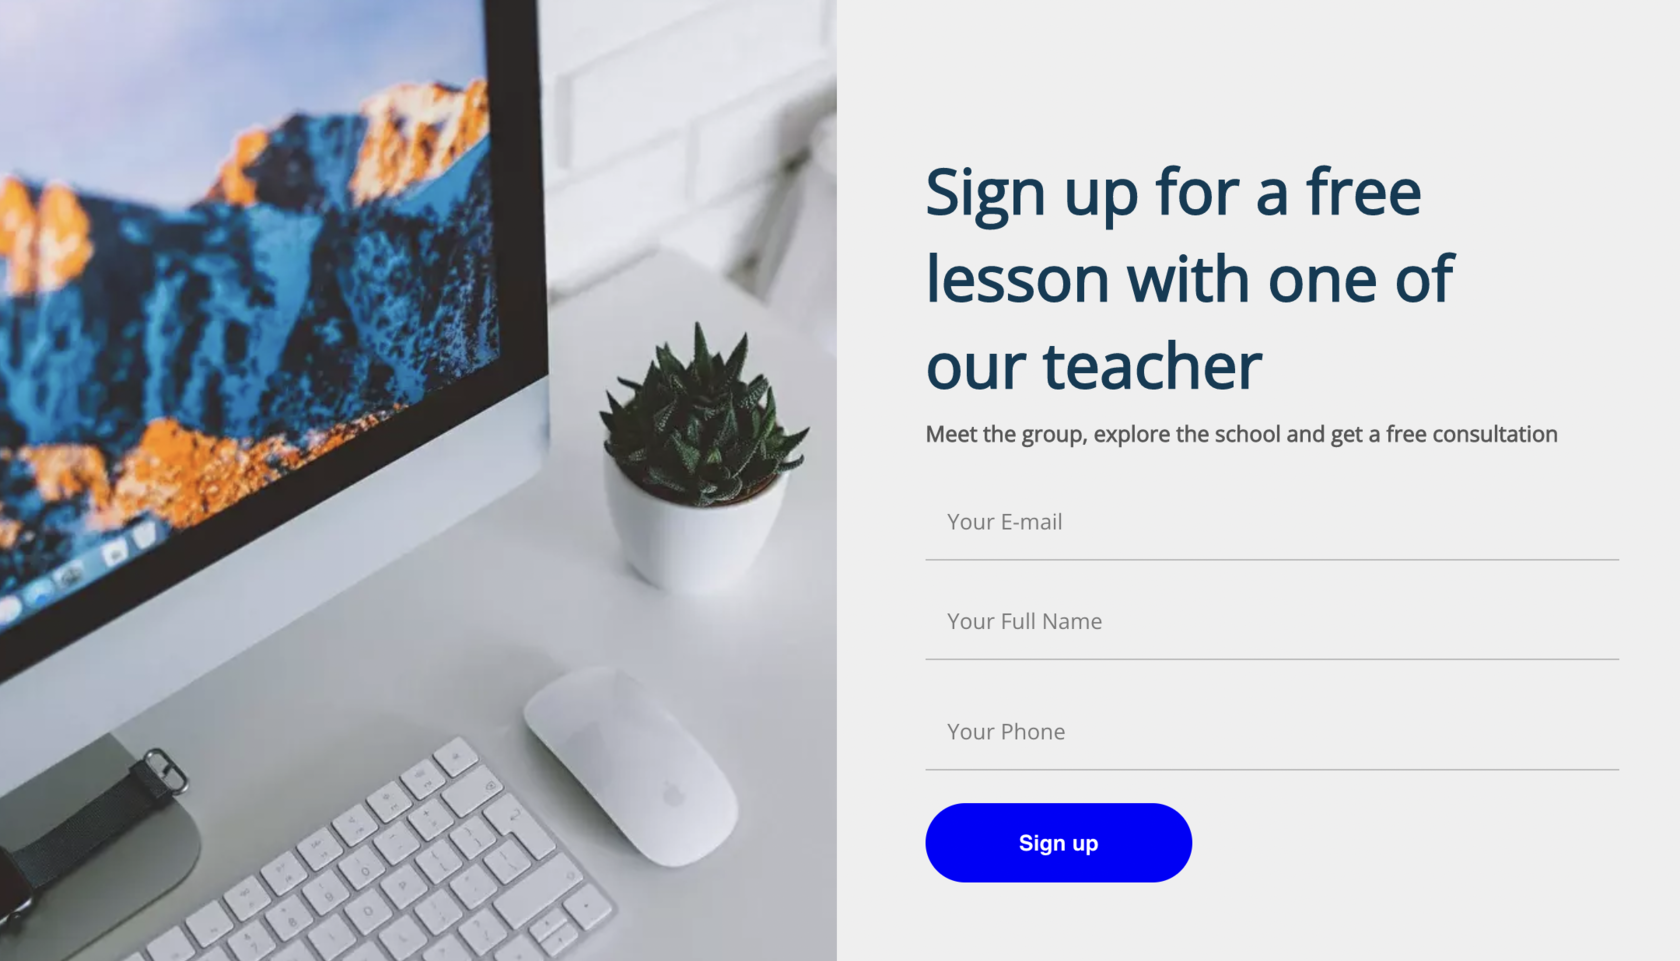 Sign up for a free
lesson with one of
our teacher
Meet the group, explore the school and get a free consultation
Your E-mail
Your Full Name
Your Phone
Sign up